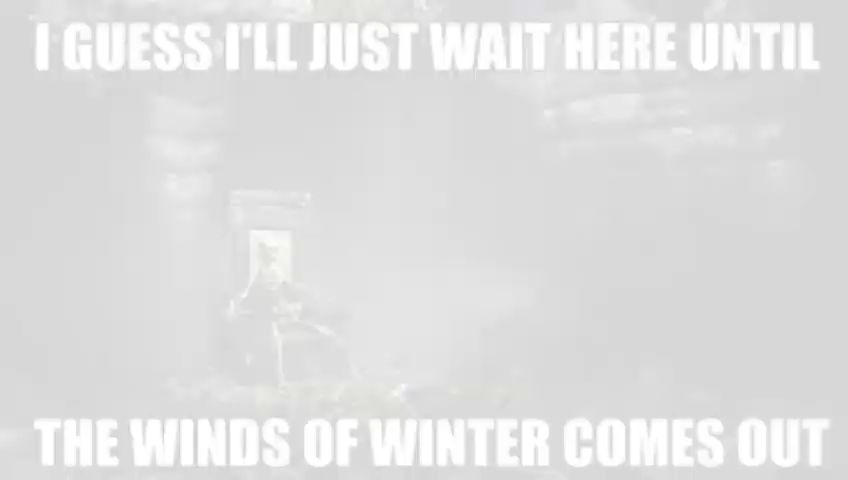 I GUESS I'LL JUST WAIT HERE UNTIL
THE WINDS OF WINTER COMES OUT